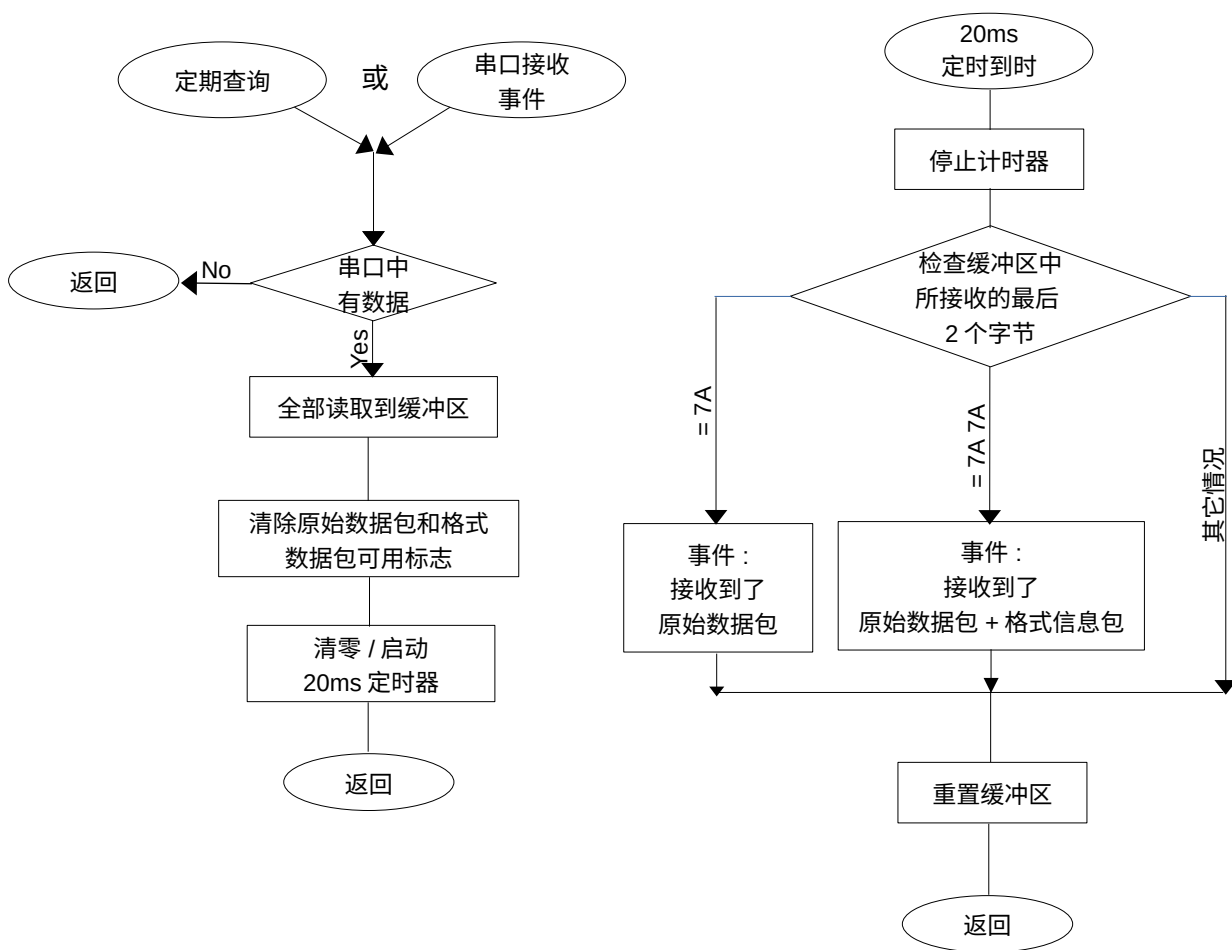 定期查询
或
串口接收
事件
串口中
有数据
No
返回
Yes
全部读取到缓冲区
清除原始数据包和格式
数据包可用标志
清零 / 启动
20ms 定时器
返回
20ms
定时到时
停止计时器
检查缓冲区中
所接收的最后
2 个字节
= 7A
= 7A 7A
其它情况
事件 :
接收到了
原始数据包
事件 :
接收到了
原始数据包 + 格式信息包
重置缓冲区
返回